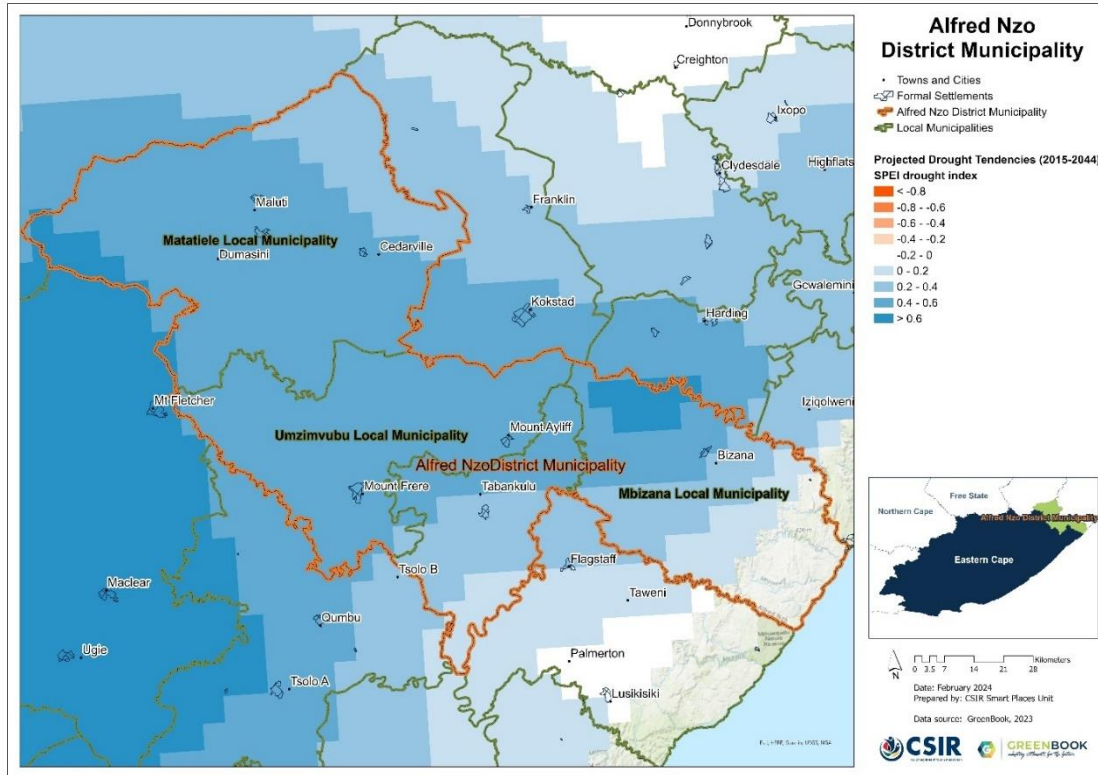 Alfred Nzo
District Municipality
Towns and Cities
Formal Settlements
Alfred Nzo District Municipality
Local Municipalities
Projected Drought Tendencies (2015-2044)
SPEI drought index
< -0.8
-0.8 - -0.6
-0.6 - -0.4
-0.4 - -0.2
-0.2 - 0
0 - 0.2
0.2 - 0.4
0.4 - 0.6
> 0.6
Donnybrook
Creighton
Ixopo
Clydesdale
Highflats
Maluti
Franklin
Matatiele Local Municipality
Dumasini
Cedarville
Gcwalemini
Kokstad
Harding
Mt Fletcher
Iziqolweni
Umzimvubu Local Municipality
Mount Ayliff
Alfred NzoDistrict Municipality
Bizana
Mount Frere
Tabankulu
Mbizana Local Municipality
Flagstaff
Tsolo B
Maclear
Taweni
Qumbu
Ugie
Palmerton
Tsolo A
Lusikisiki
Free State
Northern Cape
Alfred Nzo District Municipality
Eastern Cape
N
0 3.5 7 14 21 28
Kilometers
Date: February 2024
Prepared by: CSIR Smart Places Unit
Data source: GreenBook, 2023
CSIR
GREENBOOK